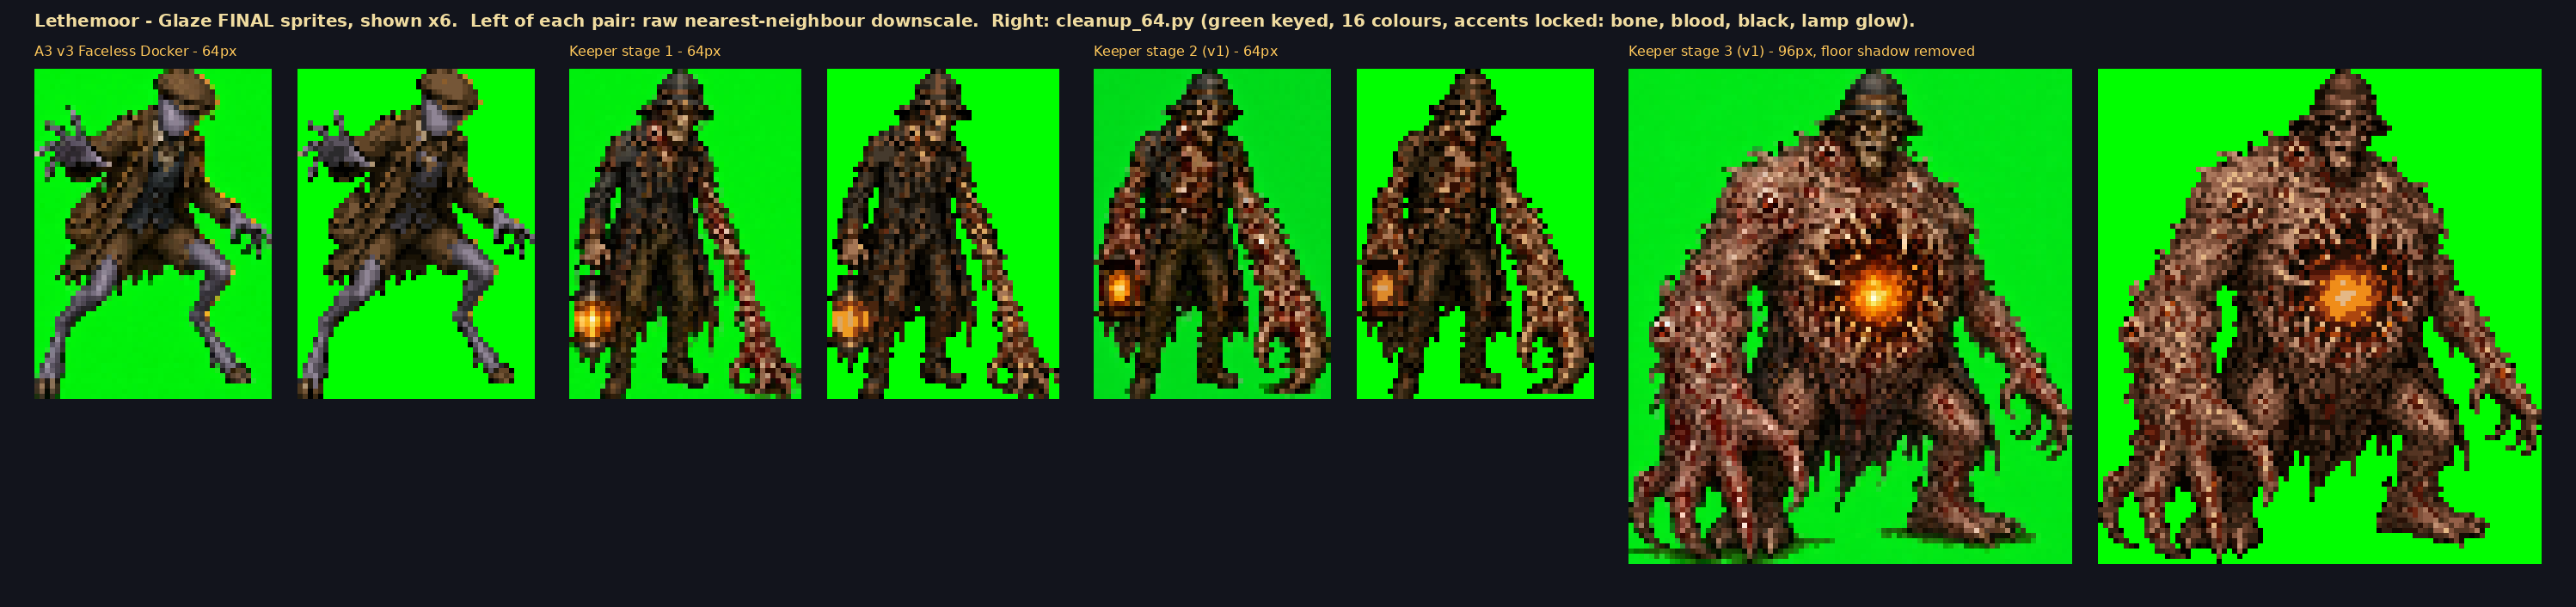 Lethemoor - Glaze FINAL sprites, shown x6.  Left of each pair: raw nearest-neighbour downscale.  Right: cleanup_64.py (green keyed, 16 colours, accents locked: bone, blood, black, lamp glow).
A3 v3 Faceless Docker - 64px
Keeper stage 1 - 64px
Keeper stage 2 (v1) - 64px
Keeper stage 3 (v1) - 96px, floor shadow removed